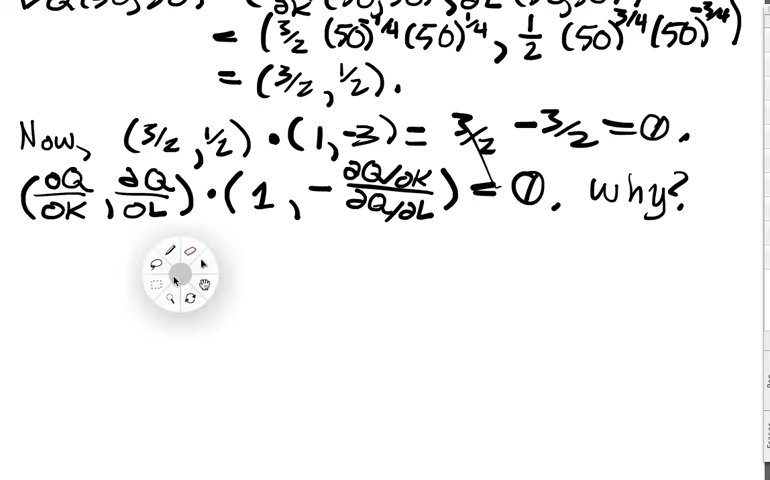 = (3/2 (50)^-1/4 (50)^1/4, 1/2 (50)^3/4 (50)^-3/4)
= (3/2, 1/2).
Now, (3/2, 1/2) • (1, -3) = 3/2 - 3/2 = 0.
(∂Q/∂K, ∂Q/∂L) • (1, - ∂Q/∂K / ∂Q/∂L) = 0. Why?